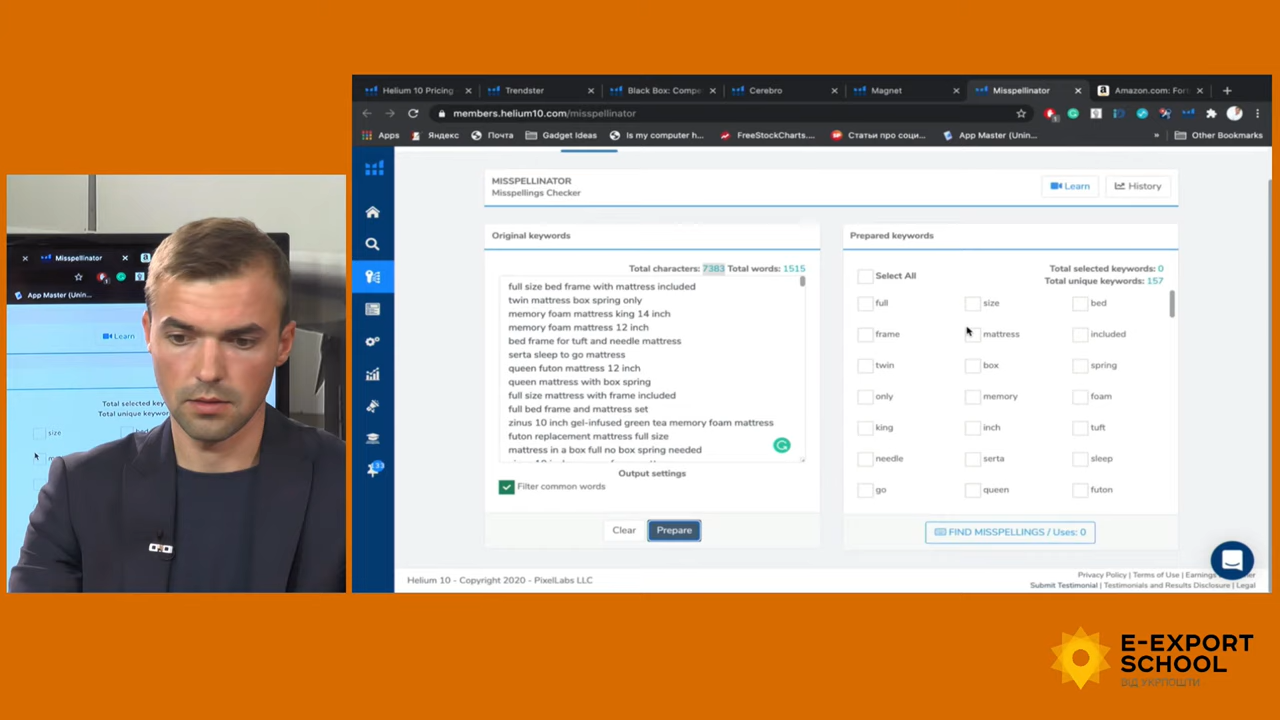 Helium 10 Pricing
Trendster
Black Box: Compe
Cerebro
Magnet
Misspellinator
Amazon.com: For
members.helium10.com/misspellinator
Apps
Яндекс
Почта
Gadget Ideas
Is my computer h...
FreeStockCharts....
Статьи про соци...
App Master (Unin...
»
Other Bookmarks
MISSPELLINATOR
Misspellings Checker
Learn
History
Original keywords
Total characters: 7383 Total words: 1515
full size bed frame with mattress included
twin mattress box spring only
memory foam mattress king 14 inch
memory foam mattress 12 inch
bed frame for tuft and needle mattress
serta sleep to go mattress
queen futon mattress 12 inch
queen mattress with box spring
full size mattress with frame included
full bed frame and mattress set
zinus 10 inch gel-infused green tea memory foam mattress
futon replacement mattress full size
mattress in a box full no box spring needed
Output settings
Filter common words
Clear
Prepare
Prepared keywords
Select All
Total selected keywords: 0
Total unique keywords: 157
full
size
bed
frame
mattress
included
twin
box
spring
only
memory
foam
king
inch
tuft
needle
serta
sleep
go
queen
futon
FIND MISSPELLINGS / Uses: 0
Helium 10 - Copyright 2020 - PixelLabs LLC
Privacy Policy | Terms of Use | Earnings
Submit Testimonial | Testimonials and Results Disclosure | Legal
Misspellinator
App Master (Unin...
Learn
Total selected key
Total unique keywor
size
E-EXPORT
SCHOOL
ВІД УКРПОШТИ